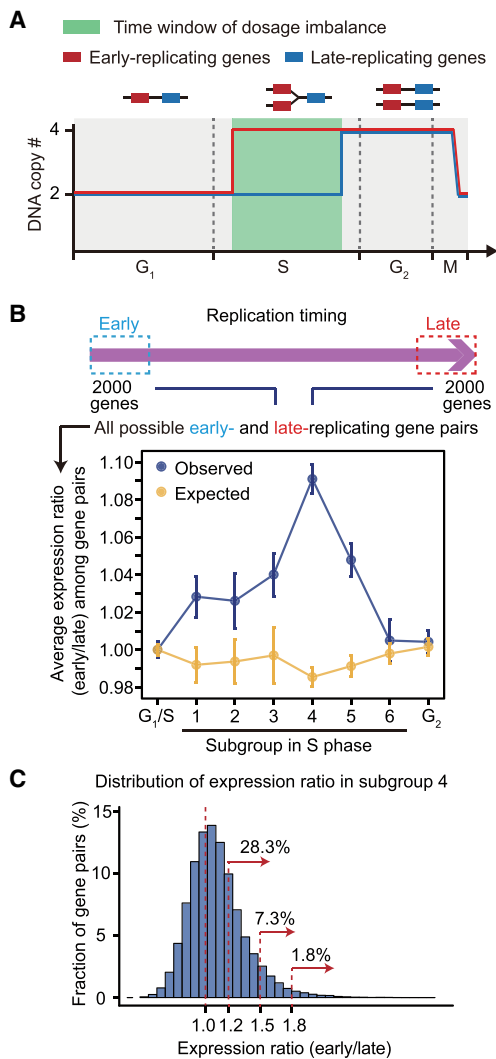 A
Time window of dosage imbalance
Early-replicating genes
Late-replicating genes
DNA copy #
4
2
G₁
S
G₂
M
B
Replication timing
Early
Late
2000 genes
2000 genes
All possible early- and late-replicating gene pairs
Average expression ratio
(early/late) among gene pairs
1.10
1.08
1.06
1.04
1.02
1.00
0.98
Observed
Expected
G₁/S
1
2
3
4
5
6
G₂
Subgroup in S phase
C
Distribution of expression ratio in subgroup 4
Fraction of gene pairs (%)
15
10
5
0
28.3%
7.3%
1.8%
1.0
1.2
1.5
1.8
Expression ratio (early/late)